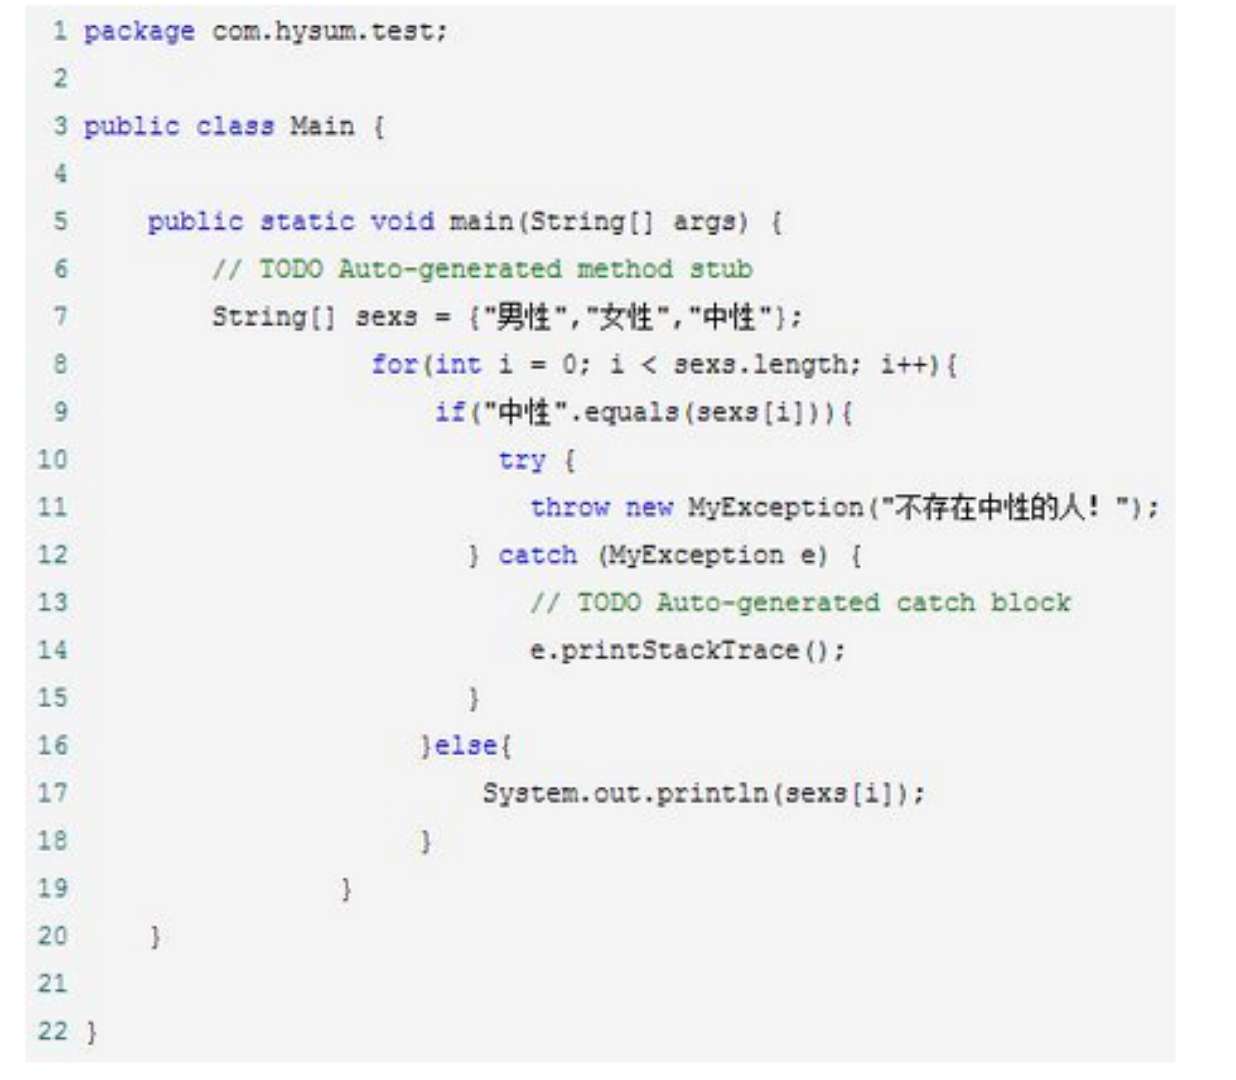 1 package com.hysum.test;
2
3 public class Main {
4
5     public static void main(String[] args) {
6         // TODO Auto-generated method stub
7         String[] sexs = {"男性","女性","中性"};
8                   for(int i = 0; i < sexs.length; i++){
9                       if("中性".equals(sexs[i])){
10                           try {
11                             throw new MyException("不存在中性的人！");
12                         } catch (MyException e) {
13                             // TODO Auto-generated catch block
14                             e.printStackTrace();
15                         }
16                      }else{
17                          System.out.println(sexs[i]);
18                      }
19                 }
20     }
21
22 }